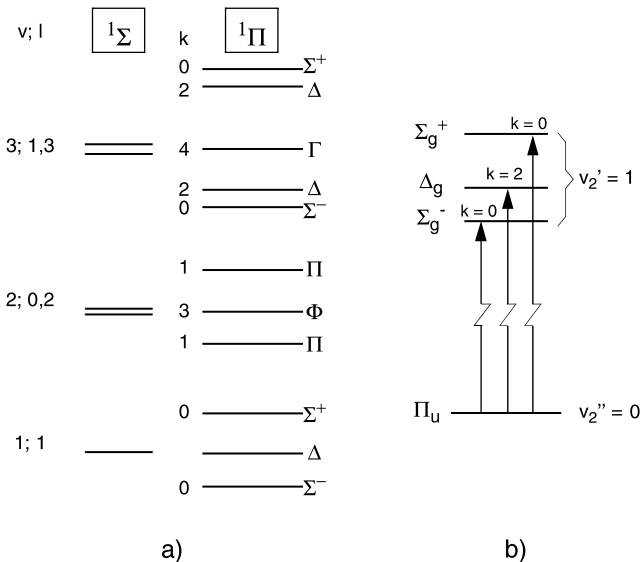 v; l ¹Σ k ¹Π
0 Σ⁺
2 Δ
3; 1,3 4 Γ
2 Δ
0 Σ⁻
1 Π
2; 0,2 3 Φ
1 Π
0 Σ⁺
1; 1 Δ
0 Σ⁻
a)
Σg⁺ k = 0
Δg k = 2 v₂' = 1
Σg⁻ k = 0
Πu v₂'' = 0
b)